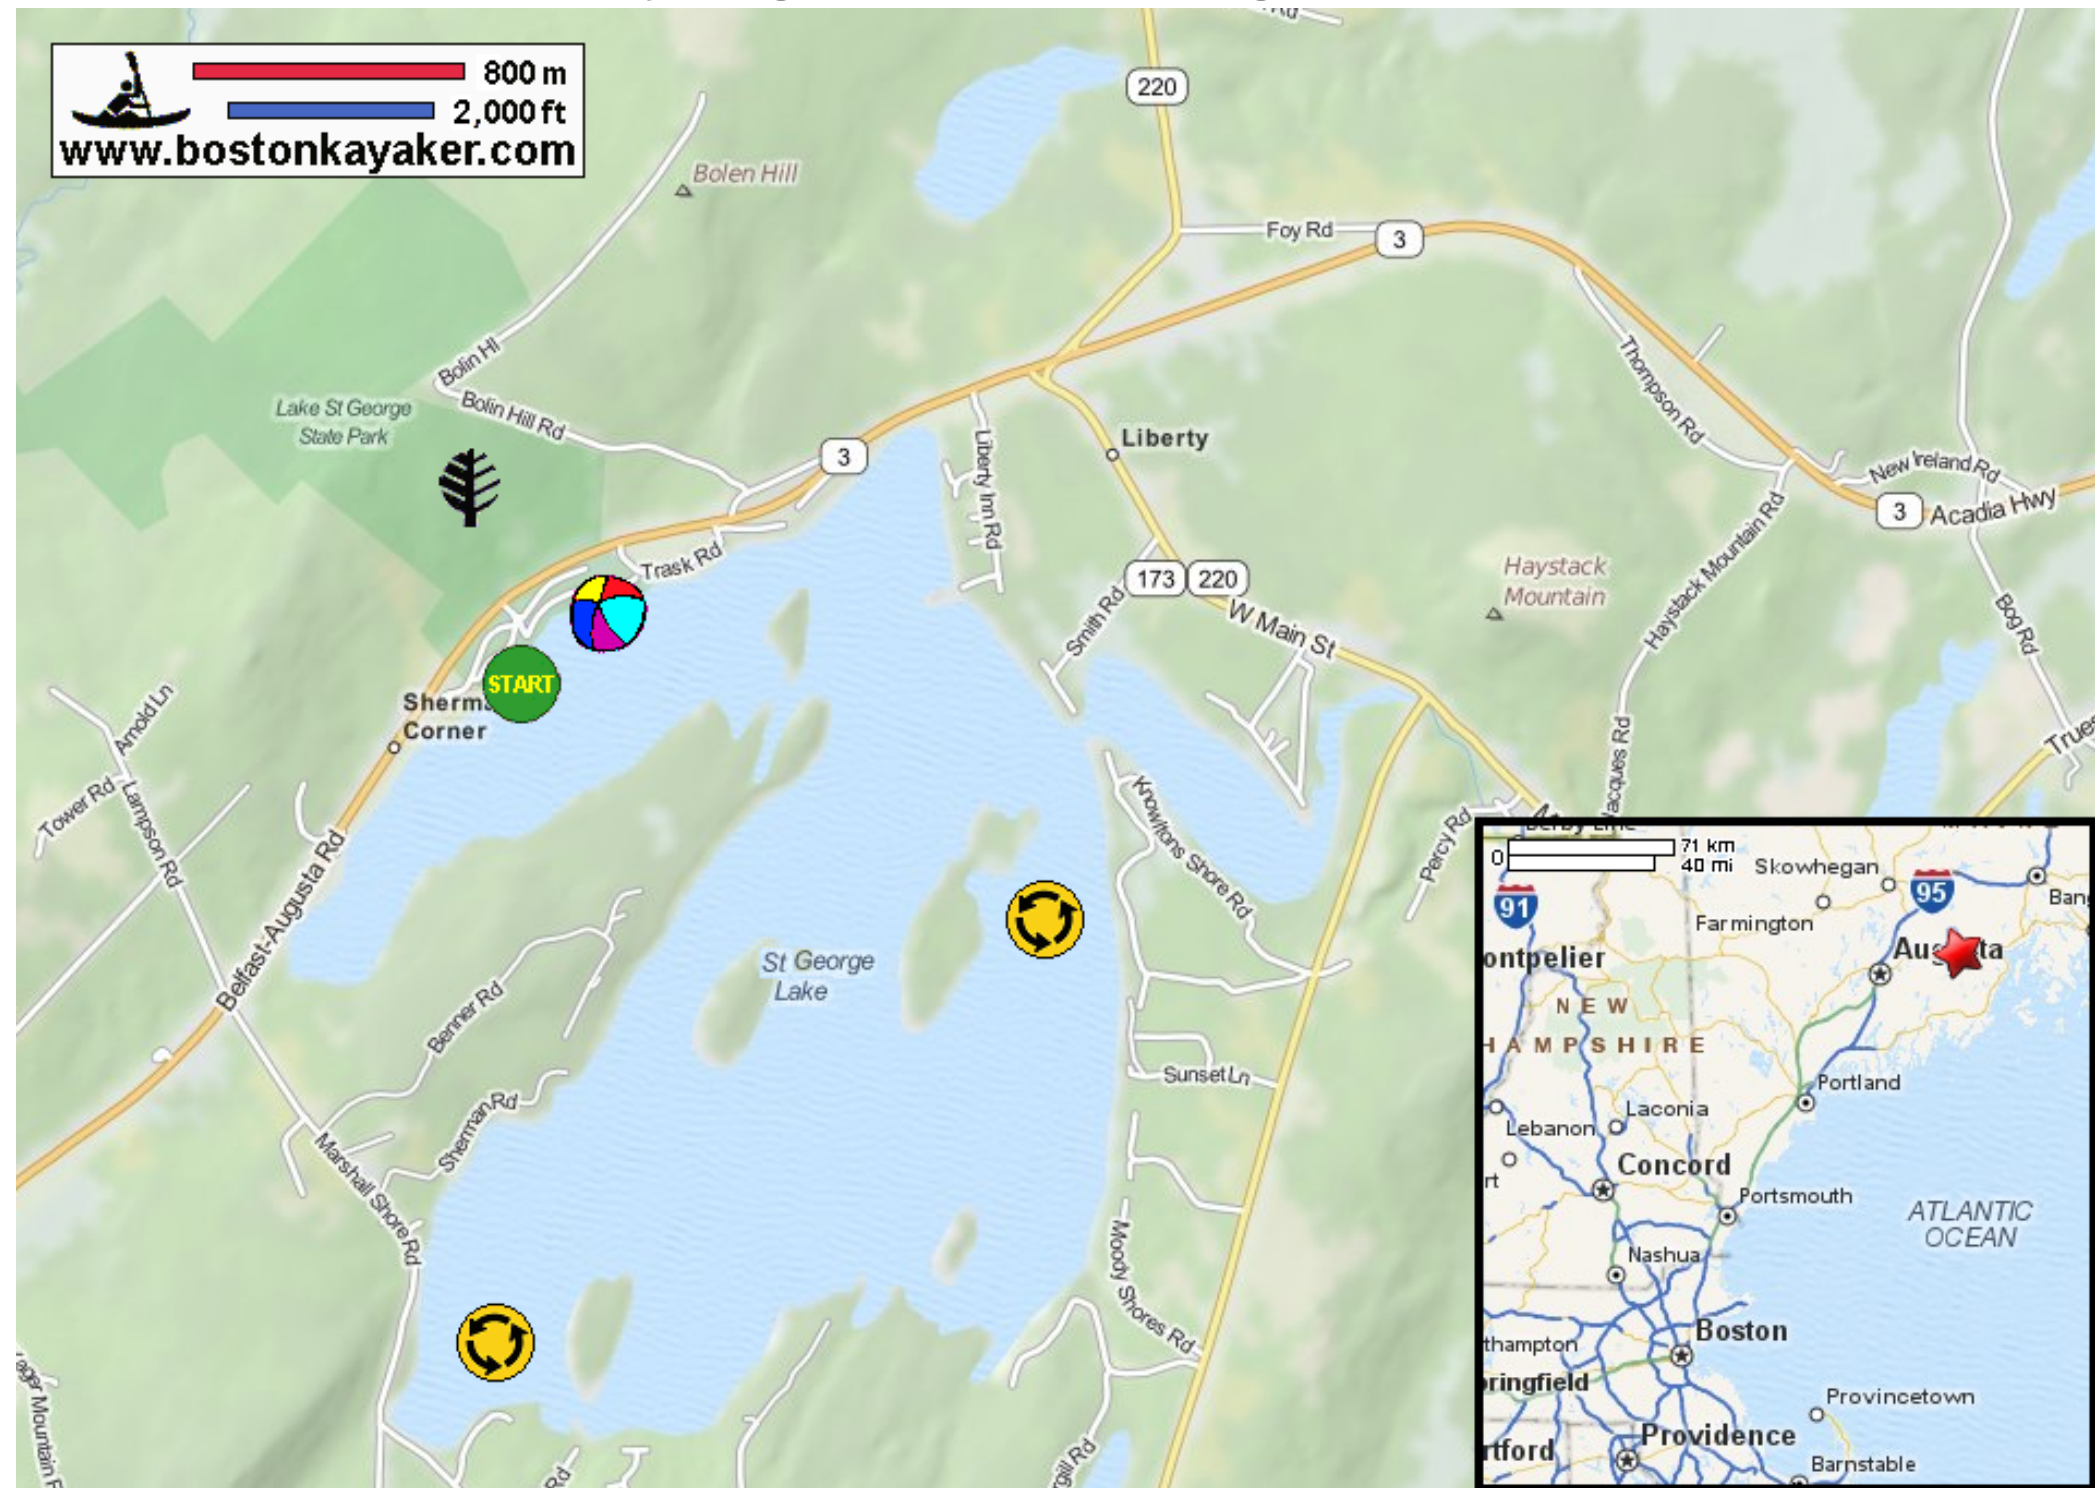 800 m
2,000 ft
www.bostonkayaker.com
220
Bolen Hill
Foy Rd
3
Bolin Hl
Bolin Hill Rd
Lake St George
State Park
3
Liberty
Liberty Inn Rd
Thompson Rd
New Ireland Rd
3
Acadia Hwy
Trask Rd
173
220
Smith Rd
W Main St
Haystack
Mountain
Haystack Mountain Rd
Bog Rd
START
Corner
Arnold Ln
Tower Rd
Lampson Rd
Belfast-Augusta Rd
Knowltons Shore Rd
Percy Rd
Jacques Rd
St George
Lake
Benner Rd
Sherman Rd
Marshall Shore Rd
Sunset Ln
Moody Shores Rd
Rd
0
71 km
40 mi
Skowhegan
91
95
Farmington
Augusta
NEW
HAMPSHIRE
Portland
Laconia
Lebanon
Concord
Portsmouth
ATLANTIC
OCEAN
Nashua
Boston
Provincetown
Providence
Barnstable